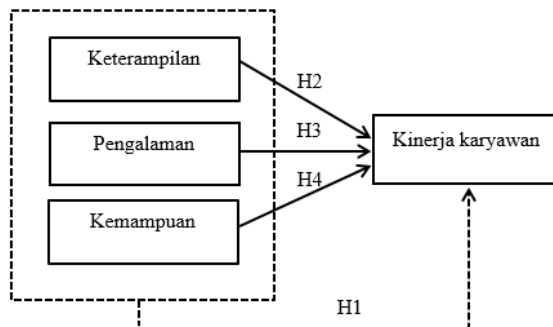 Keterampilan
H2
Pengalaman
H3
Kinerja karyawan
H4
Kemampuan
H1